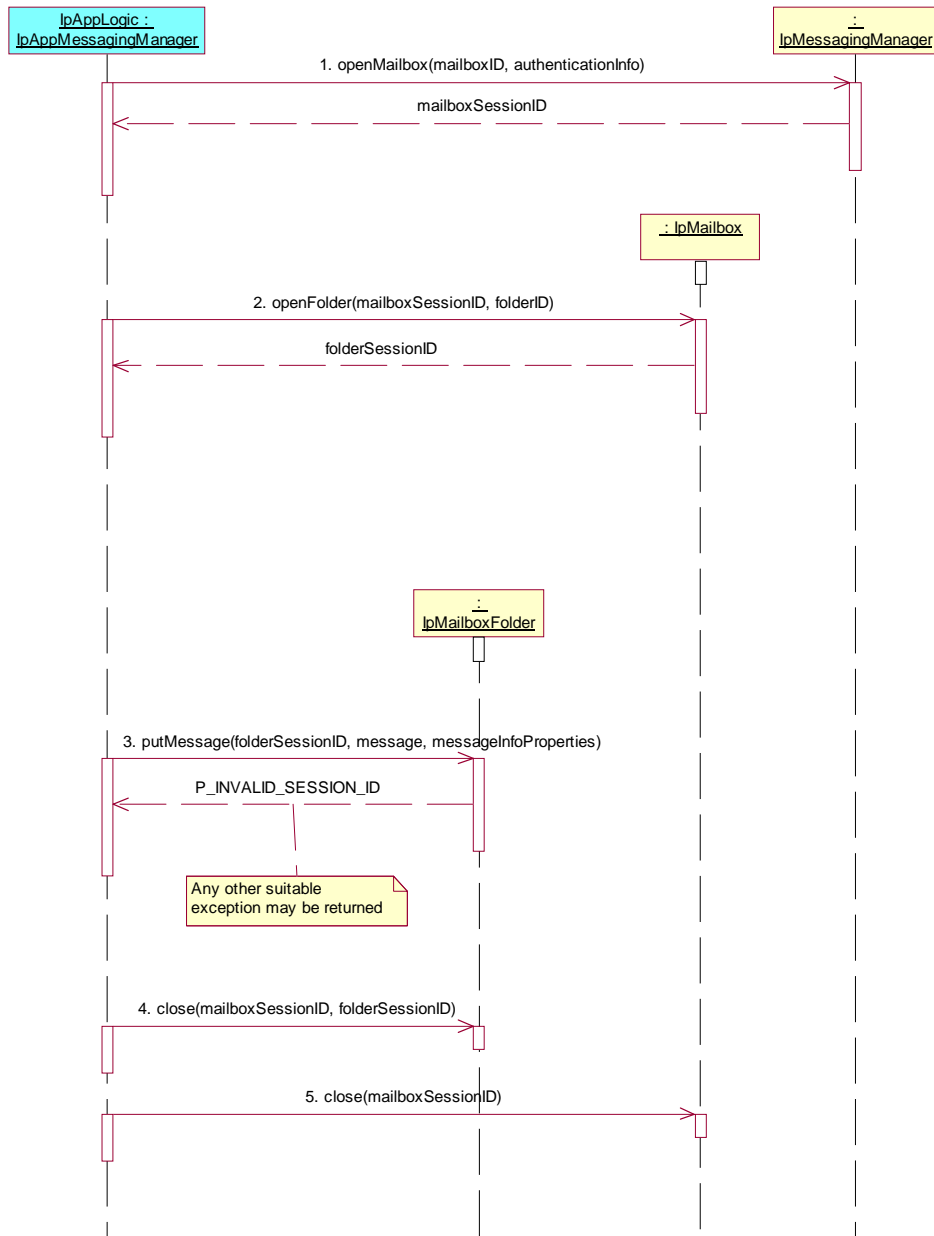 IpAppLogic :
IpAppMessagingManager
:
IpMessagingManager
1. openMailbox(mailboxID, authenticationInfo)
mailboxSessionID
: IpMailbox
2. openFolder(mailboxSessionID, folderID)
folderSessionID
:
IpMailboxFolder
3. putMessage(folderSessionID, message, messageInfoProperties)
P_INVALID_SESSION_ID
Any other suitable
exception may be returned
4. close(mailboxSessionID, folderSessionID)
5. close(mailboxSessionID)